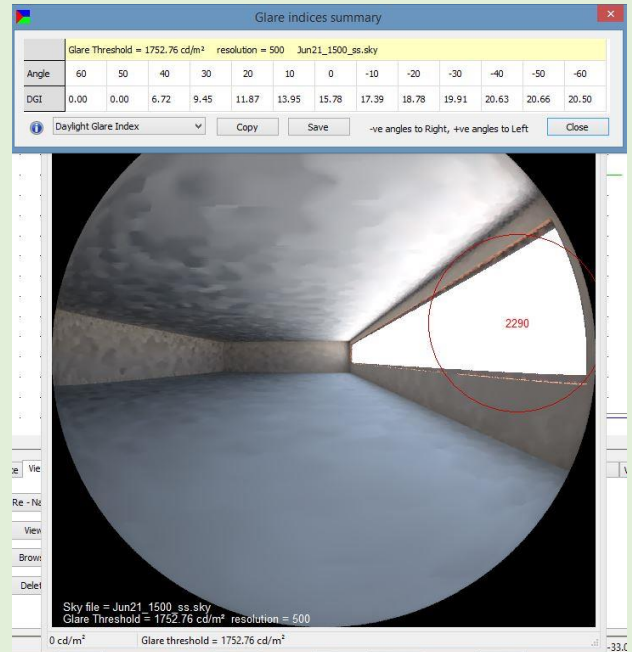 Glare indices summary
Glare Threshold = 1752.76 cd/m² resolution = 500 Jun21_1500_ss.sky
Angle 60 50 40 30 20 10 0 -10 -20 -30 -40 -50 -60
DGI 0.00 0.00 6.72 9.45 11.87 13.95 15.78 17.39 18.78 19.91 20.63 20.66 20.50
Daylight Glare Index Copy Save -ve angles to Right, +ve angles to Left Close
2290
Vie
Re - Na
View
Brows
Delet
Sky file = Jun21_1500_ss.sky
Glare Threshold = 1752.76 cd/m² resolution = 500
0 cd/m² Glare threshold = 1752.76 cd/m²
-33.0